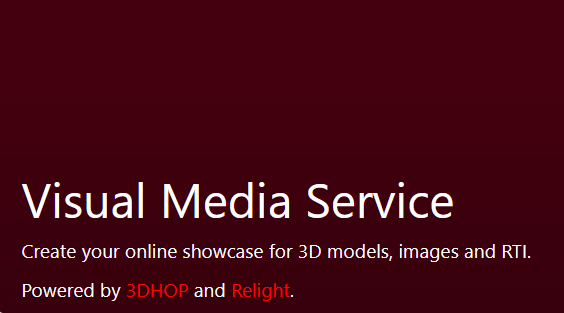 Visual Media Service
Create your online showcase for 3D models, images and RTI.
Powered by 3DHOP and Relight.